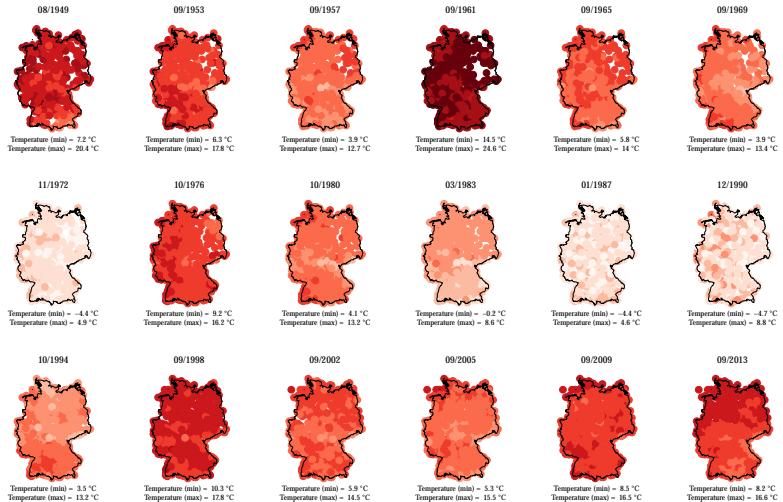 08/1949
09/1953
09/1957
09/1961
09/1965
09/1969
Temperature (min) = 7.2 °C
Temperature (max) = 20.4 °C
Temperature (min) = 6.3 °C
Temperature (max) = 17.8 °C
Temperature (min) = 3.9 °C
Temperature (max) = 12.7 °C
Temperature (min) = 14.5 °C
Temperature (max) = 24.6 °C
Temperature (min) = 5.8 °C
Temperature (max) = 14 °C
Temperature (min) = 3.9 °C
Temperature (max) = 13.4 °C
11/1972
10/1976
10/1980
03/1983
01/1987
12/1990
Temperature (min) = −4.4 °C
Temperature (max) = 4.9 °C
Temperature (min) = 9.2 °C
Temperature (max) = 16.2 °C
Temperature (min) = 4.1 °C
Temperature (max) = 13.2 °C
Temperature (min) = −0.2 °C
Temperature (max) = 8.6 °C
Temperature (min) = −4.4 °C
Temperature (max) = 4.6 °C
Temperature (min) = −4.7 °C
Temperature (max) = 8.8 °C
10/1994
09/1998
09/2002
09/2005
09/2009
09/2013
Temperature (min) = 3.5 °C
Temperature (max) = 13.2 °C
Temperature (min) = 10.3 °C
Temperature (max) = 17.8 °C
Temperature (min) = 5.9 °C
Temperature (max) = 14.5 °C
Temperature (min) = 5.3 °C
Temperature (max) = 15.5 °C
Temperature (min) = 8.5 °C
Temperature (max) = 16.5 °C
Temperature (min) = 8.2 °C
Temperature (max) = 16.6 °C